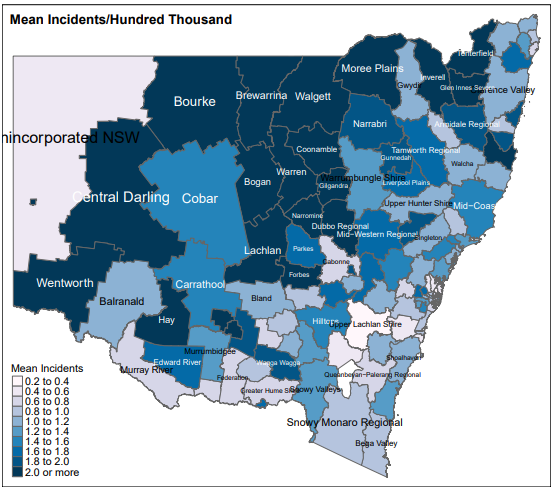 Mean Incidents/Hundred Thousand
Tenterfield
Moree Plains
Inverell
Gwydir
Glen Innes Sev
rence Valley
Brewarrina
Walgett
Bourke
Narrabri
Armidale Regional
nincorporated NSW
Coonamble
Tamworth Regional
Gunnedah
Walcha
Warren
Warrumbungle Shire
Bogan
Gilgandra
Liverpool Plains
Central Darling
Cobar
Upper Hunter Shire
Mid-Coas
Narromine
Dubbo Regional
Mid-Western Regional
Singleton
Lachlan
Parkes
Cabonne
Forbes
Wentworth
Carrathool
Balranald
Bland
Hay
Hilltops
Upper Lachlan Shire
Murrumbidgee
Shoalhaven
Edward River
Wagga Wagga
Murray River
Federation
Queanbeyan-Palerang Regional
Greater Hume Shire
Snowy Valleys
Snowy Monaro Regional
Bega Valley
Mean Incidents
0.2 to 0.4
0.4 to 0.6
0.6 to 0.8
0.8 to 1.0
1.0 to 1.2
1.2 to 1.4
1.4 to 1.6
1.6 to 1.8
1.8 to 2.0
2.0 or more